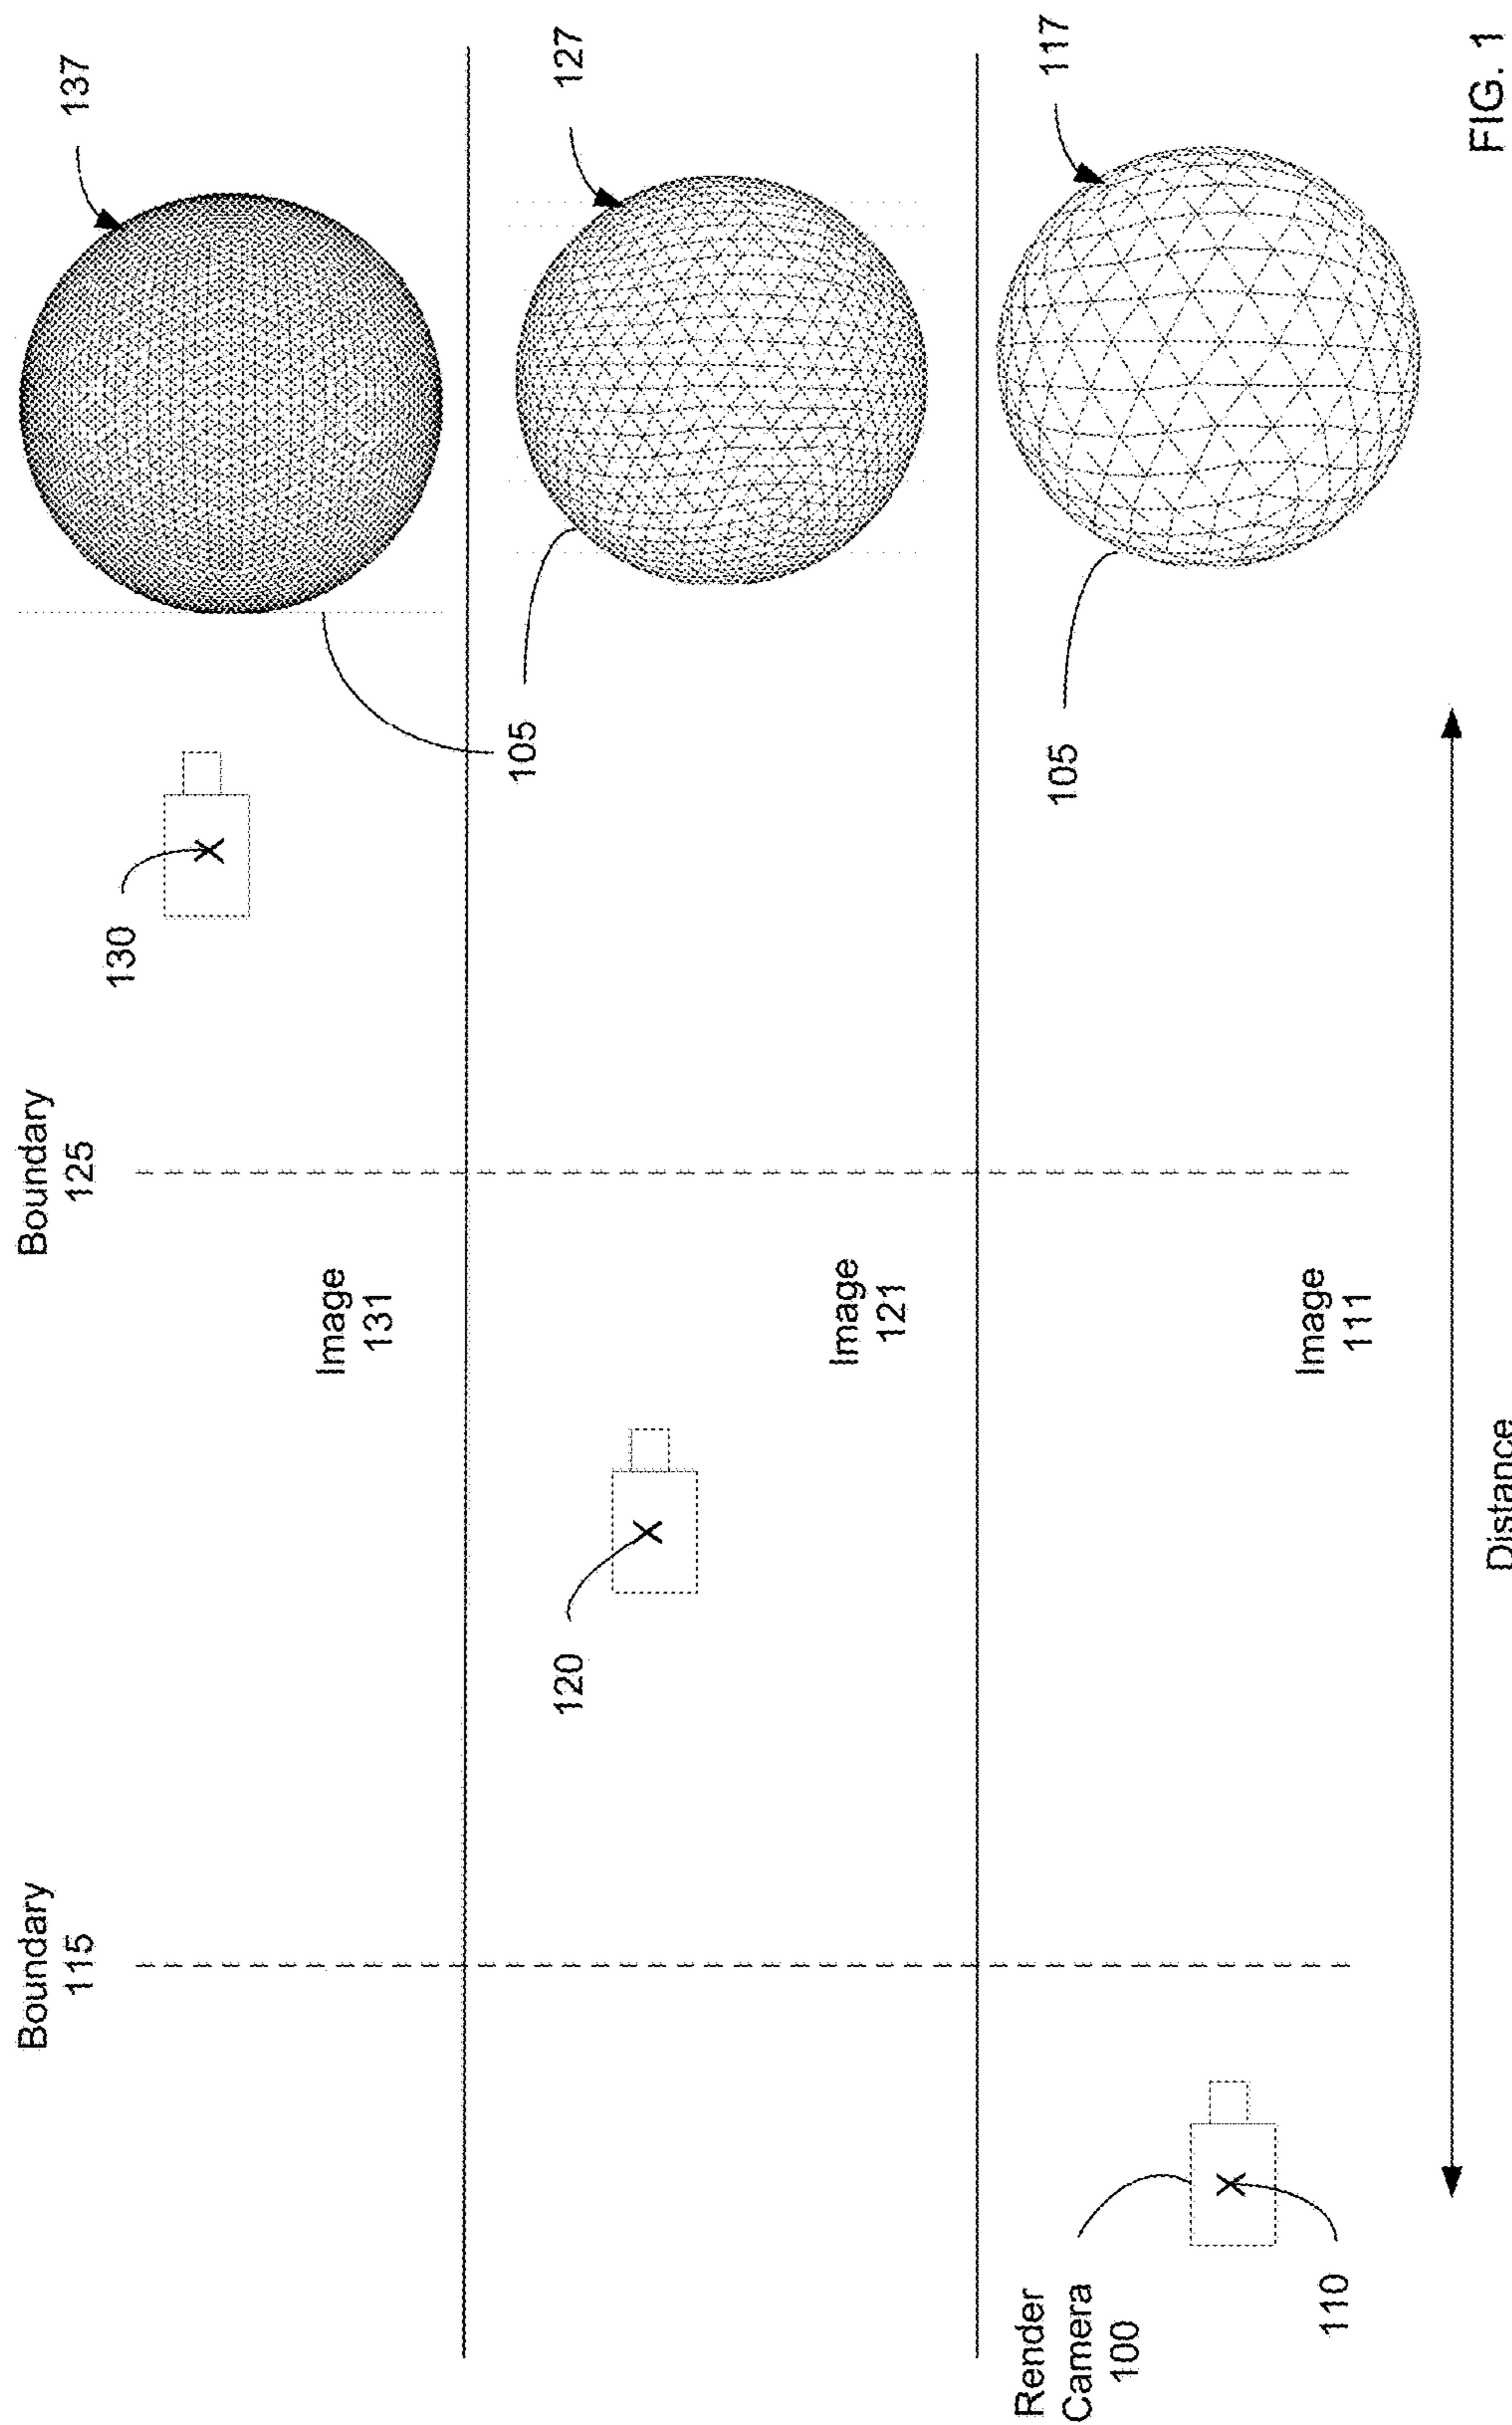 Boundary
115
Boundary
125
137
130
Image
131
105
127
120
Image
121
117
105
Render
Camera
100
110
Image
111
Distance
FIG. 1
X
X
X